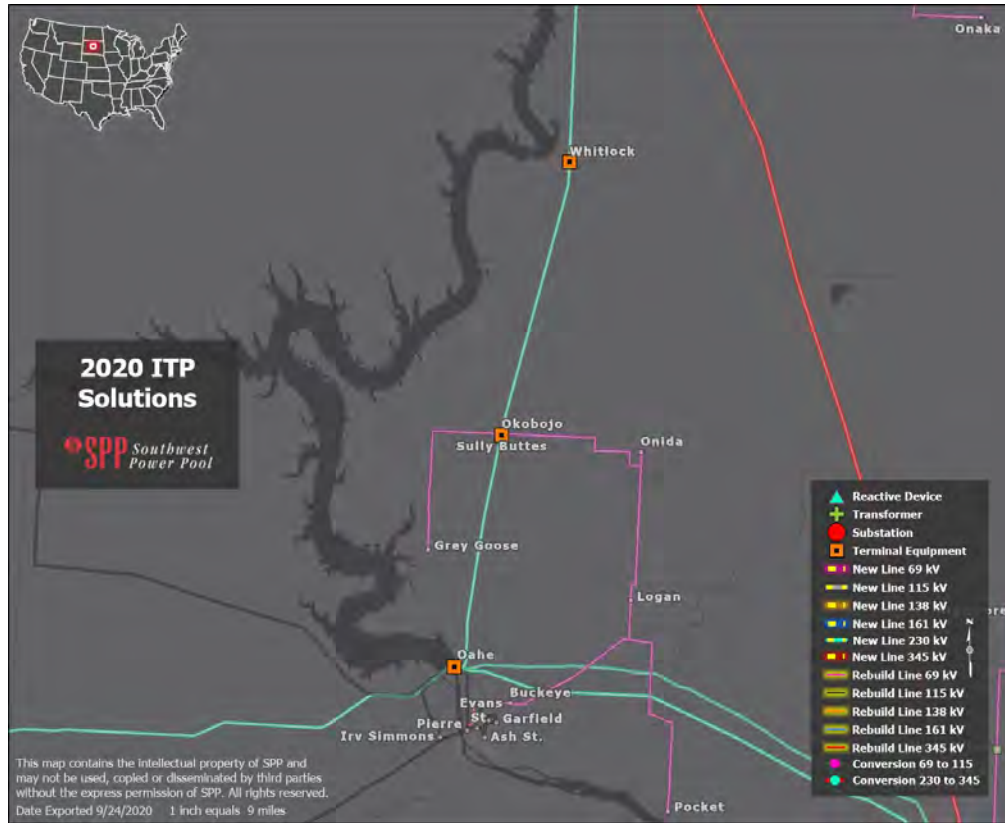 Onaka
Whitlock
2020 ITP
Solutions
SPP Southwest
Power Pool
Okobojo
Sully Buttes
Onida
Grey Goose
Logan
Oahe
Buckeye
Evans
St.
Garfield
Pierre
Irv Simmons
Ash St.
Pocket
Reactive Device
Transformer
Substation
Terminal Equipment
New Line 69 kV
New Line 115 kV
New Line 138 kV
New Line 161 kV
New Line 230 kV
New Line 345 kV
Rebuild Line 69 kV
Rebuild Line 115 kV
Rebuild Line 138 kV
Rebuild Line 161 kV
Rebuild Line 345 kV
Conversion 69 to 115
Conversion 230 to 345
N
This map contains the intellectual property of SPP and
may not be used, copied or disseminated by third parties
without the express permission of SPP. All rights reserved.
Date Exported 9/24/2020 1 inch equals 9 miles